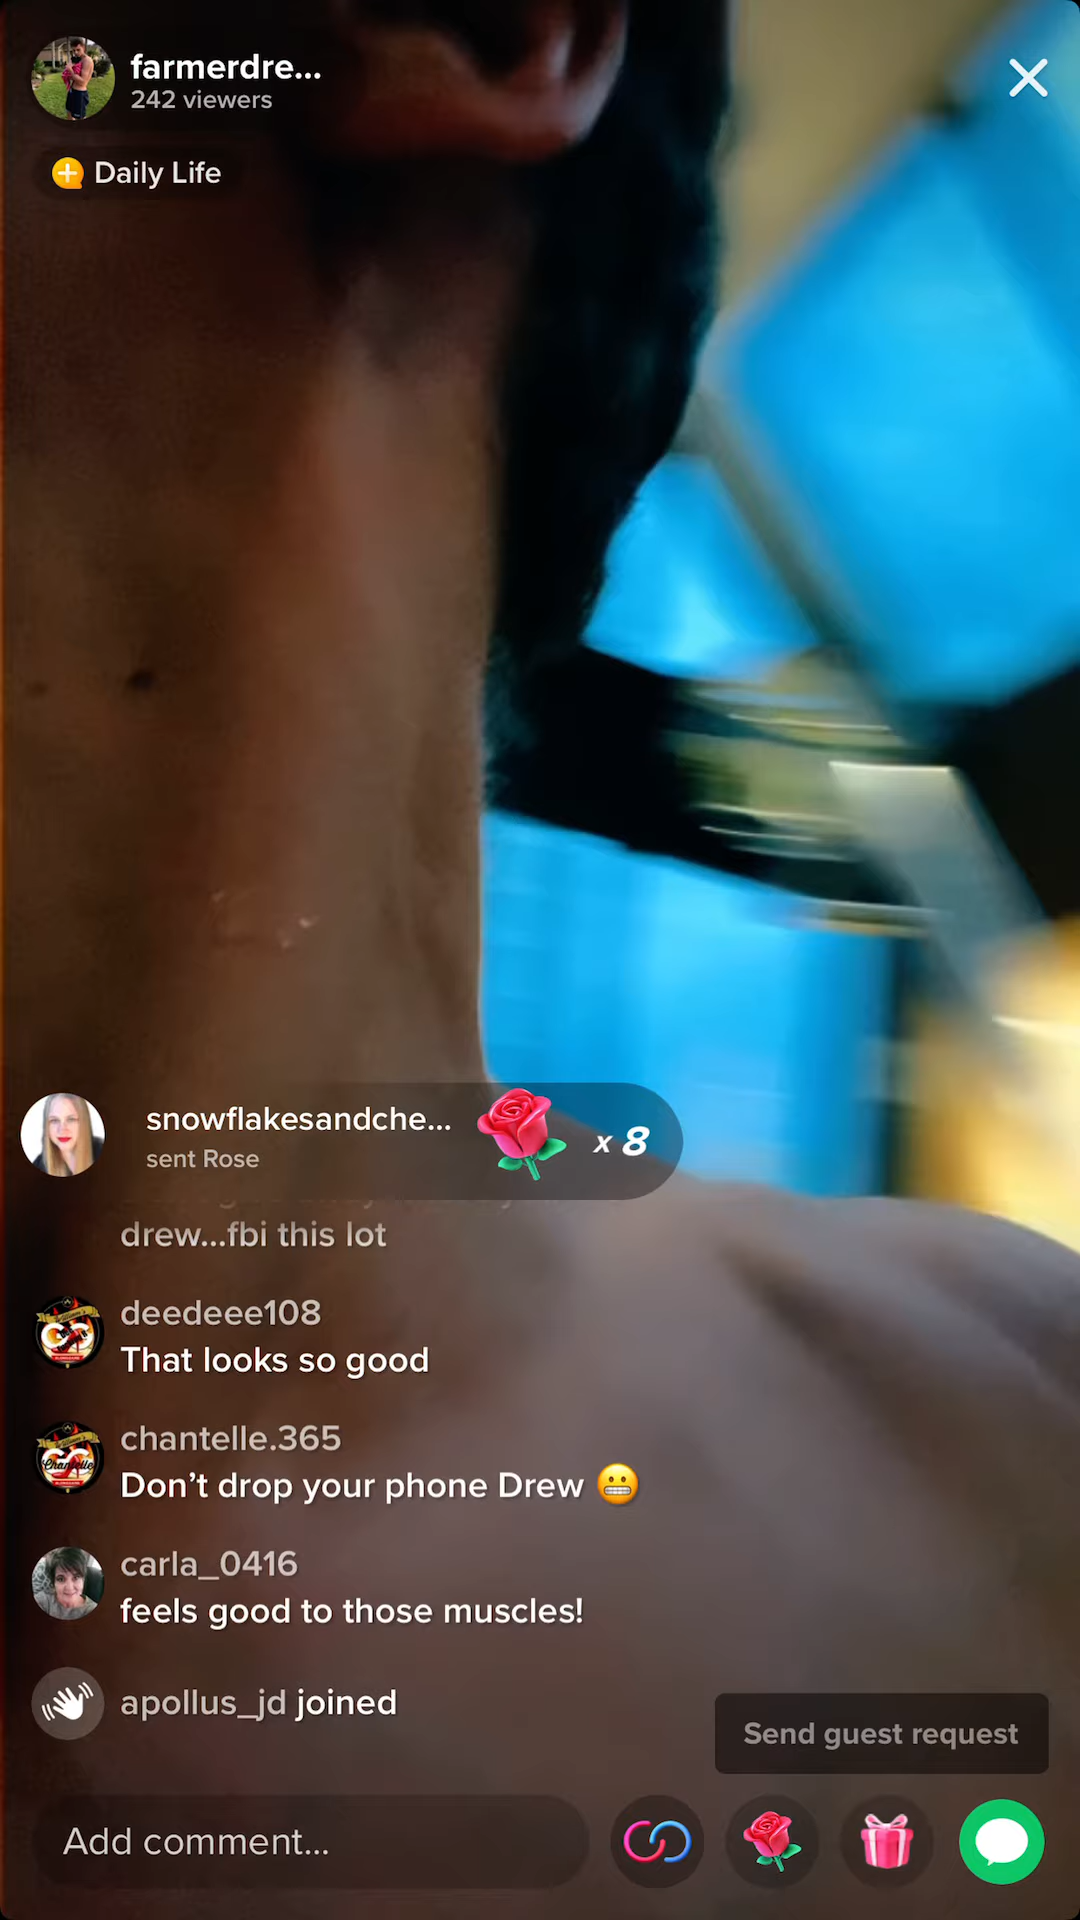 farmerdre...
242 viewers
Daily Life
snowflakesandche...
sent Rose
x 8
drew...fbi this lot
deedeee108
That looks so good
chantelle.365
Don't drop your phone Drew 😬
carla_0416
feels good to those muscles!
apollus_jd joined
Send guest request
Add comment...